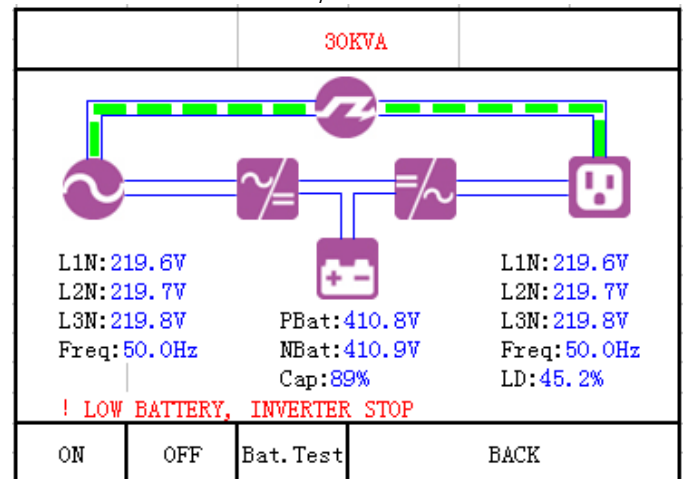 30KVA
L1N:219.6V
L1N:219.6V
L2N:219.7V
L2N:219.7V
L3N:219.8V
PBat:410.8V
L3N:219.8V
Freq:50.0Hz
NBat:410.9V
Freq:50.0Hz
Cap:89%
LD:45.2%
! LOW BATTERY, INVERTER STOP
ON
OFF
Bat.Test
BACK